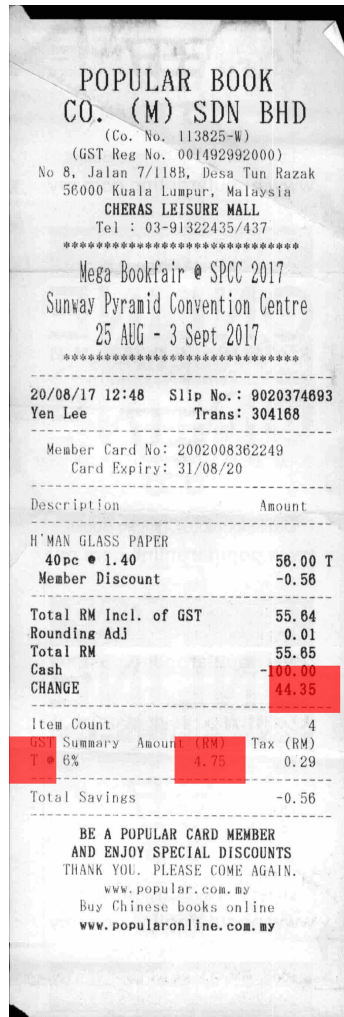 POPULAR BOOK
CO. (M) SDN BHD
(Co. No. 113825-W)
(GST Reg No. 001492992000)
No 8, Jalan 7/118B, Desa Tun Razak
56000 Kuala Lumpur, Malaysia
CHERAS LEISURE MALL
Tel : 03-91322435/437
*****************************
Mega Bookfair @ SPCC 2017
Sunway Pyramid Convention Centre
25 AUG - 3 Sept 2017
*****************************
20/08/17 12:48 Slip No.: 9020374693
Yen Lee Trans: 304168
Member Card No: 2002008362249
Card Expiry: 31/08/20
Description Amount
H'MAN GLASS PAPER
40pc @ 1.40 56.00 T
Member Discount -0.56
Total RM Incl. of GST 55.64
Rounding Adj 0.01
Total RM 55.65
Cash -100.00
CHANGE 44.35
Item Count 4
GST Summary Amount (RM) Tax (RM)
T @ 6% 4.75 0.29
Total Savings -0.56
BE A POPULAR CARD MEMBER
AND ENJOY SPECIAL DISCOUNTS
THANK YOU. PLEASE COME AGAIN.
www.popular.com.my
Buy Chinese books online
www.popularonline.com.my